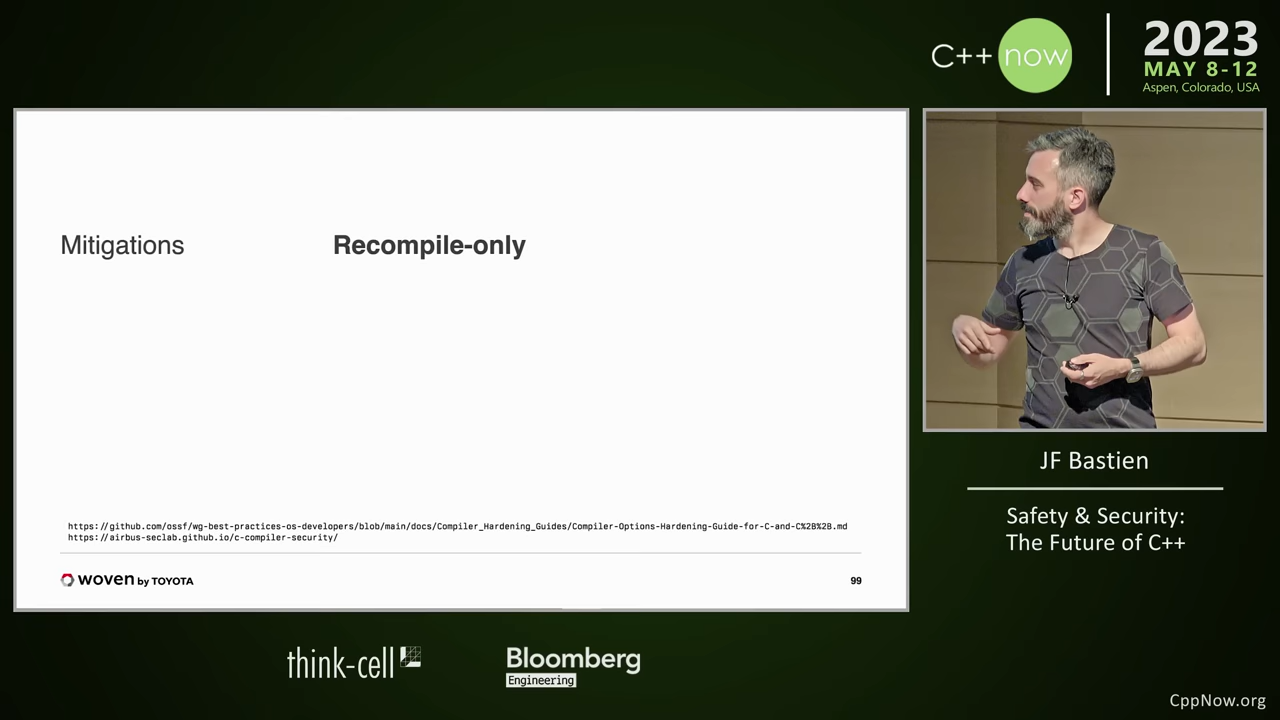 C++ now
2023
MAY 8-12
Aspen, Colorado, USA
Mitigations
Recompile-only
https://github.com/ossf/wg-best-practices-os-developers/blob/main/docs/Compiler_Hardening_Guides/Compiler-Options-Hardening-Guide-for-C-and-C%2B%2B.md
https://airbus-seclab.github.io/c-compiler-security/
woven by TOYOTA
99
JF Bastien
Safety & Security:
The Future of C++
think-cell
Bloomberg
Engineering
CppNow.org